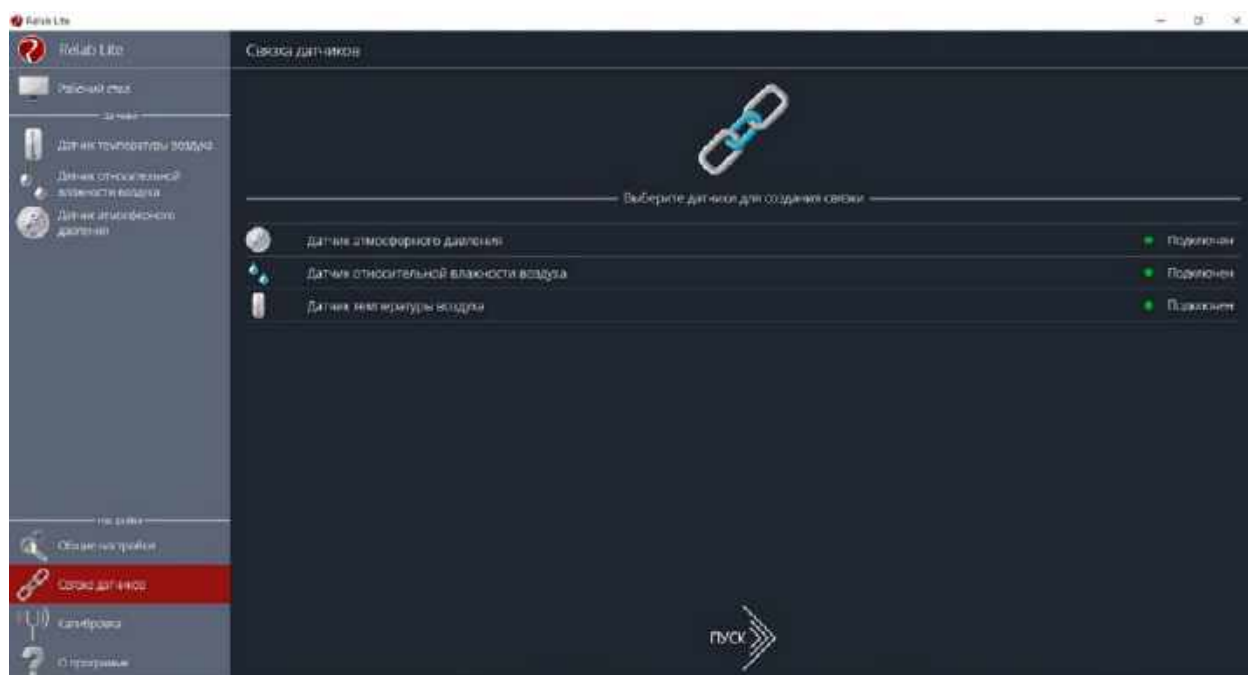 Relab Lite
Relab Lite
Связка датчиков
Рабочий стол
Датчики
Датчик температуры воздуха
Датчик относительной
влажности воздуха
Датчик атмосферного
давления
Выберите датчики для создания связки
Датчик атмосферного давления
Подключен
Датчик относительной влажности воздуха
Подключен
Датчик температуры воздуха
Подключен
Настройки
Общие настройки
Связка датчиков
Калибровка
О программе
ПУСК